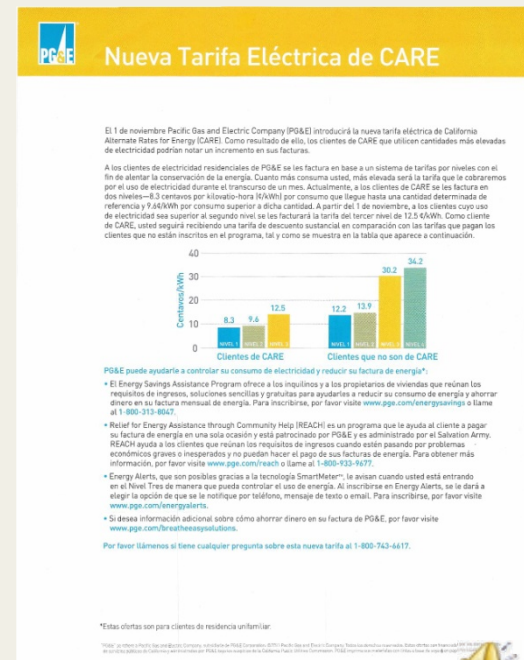 PG&E
Nueva Tarifa Eléctrica de CARE
El 1 de noviembre Pacific Gas and Electric Company (PG&E) introducirá la nueva tarifa eléctrica de California
Alternate Rates for Energy (CARE). Como resultado de ello, los clientes de CARE que utilicen cantidades más elevadas
de electricidad podrían notar un incremento en sus facturas.
A los clientes de electricidad residenciales de PG&E se les factura en base a un sistema de tarifas por niveles con el
fin de alentar la conservación de la energía. Cuanto más consuma usted, más elevada será la tarifa que le cobraremos
por el uso de electricidad durante el transcurso de un mes. Actualmente, a los clientes de CARE se les factura en
dos niveles—8.3 centavos por kilovatio-hora (¢/kWh) por consumo que llegue hasta una cantidad determinada de
referencia y 9.6¢/kWh por consumo superior a dicha cantidad. A partir del 1 de noviembre, a los clientes cuyo uso
de electricidad sea superior al segundo nivel se les facturará la tarifa del tercer nivel de 12.5 ¢/kWh. Como cliente
de CARE, usted seguirá recibiendo una tarifa de descuento sustancial en comparación con las tarifas que pagan los
clientes que no están inscritos en el programa, tal y como se muestra en la tabla que aparece a continuación.
Centavos/kWh
40
30
20
10
0
8.3 9.6 12.5 12.2 13.9 30.2 34.2
NIVEL 1 NIVEL 2 NIVEL 3 NIVEL 1 NIVEL 2 NIVEL 3 NIVEL 4
Clientes de CARE Clientes que no son de CARE
PG&E puede ayudarle a controlar su consumo de electricidad y reducir su factura de energía*:
• El Energy Savings Assistance Program ofrece a los inquilinos y a los propietarios de viviendas que reúnan los
requisitos de ingresos, soluciones sencillas y gratuitas para ayudarles a reducir su consumo de energía y ahorrar
dinero en su factura mensual de energía. Para inscribirse, por favor visite www.pge.com/energysavings o llame
al 1-800-313-8047.
• Relief for Energy Assistance through Community Help (REACH) es un programa que le ayuda al cliente a pagar
su factura de energía en una sola ocasión y está patrocinado por PG&E y es administrado por el Salvation Army.
REACH ayuda a los clientes que reúnan los requisitos de ingresos cuando estén pasando por problemas
económicos graves o inesperados y no puedan hacer el pago de sus facturas de energía. Para obtener más
información, por favor visite www.pge.com/reach o llame al 1-800-933-9677.
• Energy Alerts, que son posibles gracias a la tecnología SmartMeter™, le avisan cuando usted está entrando
en el Nivel Tres de manera que pueda controlar el uso de energía. Al inscribirse en Energy Alerts, se le dará a
elegir la opción de que se le notifique por teléfono, mensaje de texto o email. Para inscribirse, por favor visite
www.pge.com/energyalerts.
• Si desea información adicional sobre cómo ahorrar dinero en su factura de PG&E, por favor visite
www.pge.com/breatheeasysolutions.
Por favor llámenos si tiene cualquier pregunta sobre esta nueva tarifa al 1-800-743-6617.
*Estas ofertas son para clientes de residencia unifamiliar.